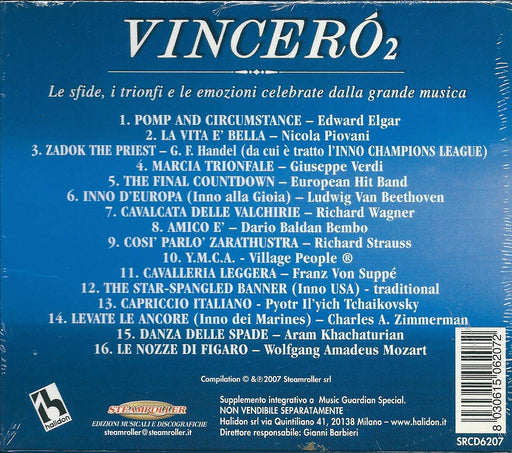 VINCERÓ2
Le sfide, i trionfi e le emozioni celebrate dalla grande musica
1. POMP AND CIRCUMSTANCE – Edward Elgar
2. LA VITA E' BELLA – Nicola Piovani
3. ZADOK THE PRIEST – G. F. Handel (da cui è tratto l'INNO CHAMPIONS LEAGUE)
4. MARCIA TRIONFALE – Giuseppe Verdi
5. THE FINAL COUNTDOWN – European Hit Band
6. INNO D'EUROPA (Inno alla Gioia) – Ludwig Van Beethoven
7. CAVALCATA DELLE VALCHIRIE – Richard Wagner
8. AMICO E' – Dario Baldan Bembo
9. COSI' PARLO' ZARATHUSTRA – Richard Strauss
10. Y.M.C.A. - Village People ®
11. CAVALLERIA LEGGERA – Franz Von Suppé
12. THE STAR-SPANGLED BANNER (Inno USA) - traditional
13. CAPRICCIO ITALIANO - Pyotr Il'yich Tchaikovsky
14. LEVATE LE ANCORE (Inno dei Marines) – Charles A. Zimmerman
15. DANZA DELLE SPADE – Aram Khachaturian
16. LE NOZZE DI FIGARO – Wolfgang Amadeus Mozart
Compilation © &℗2007 Steamroller srl
h
halidon
STEAMROLLER
EDIZIONI MUSICALI E DISCOGRAFICHE
steamroller@steamroller.it
Supplemento integrativo a Music Guardian Special.
NON VENDIBILE SEPARATAMENTE
Halidon srl via Quintiliano 41, 20138 Milano – www.halidon.it
Direttore responsabile: Gianni Barbieri
8 030615 062072
SRCD6207